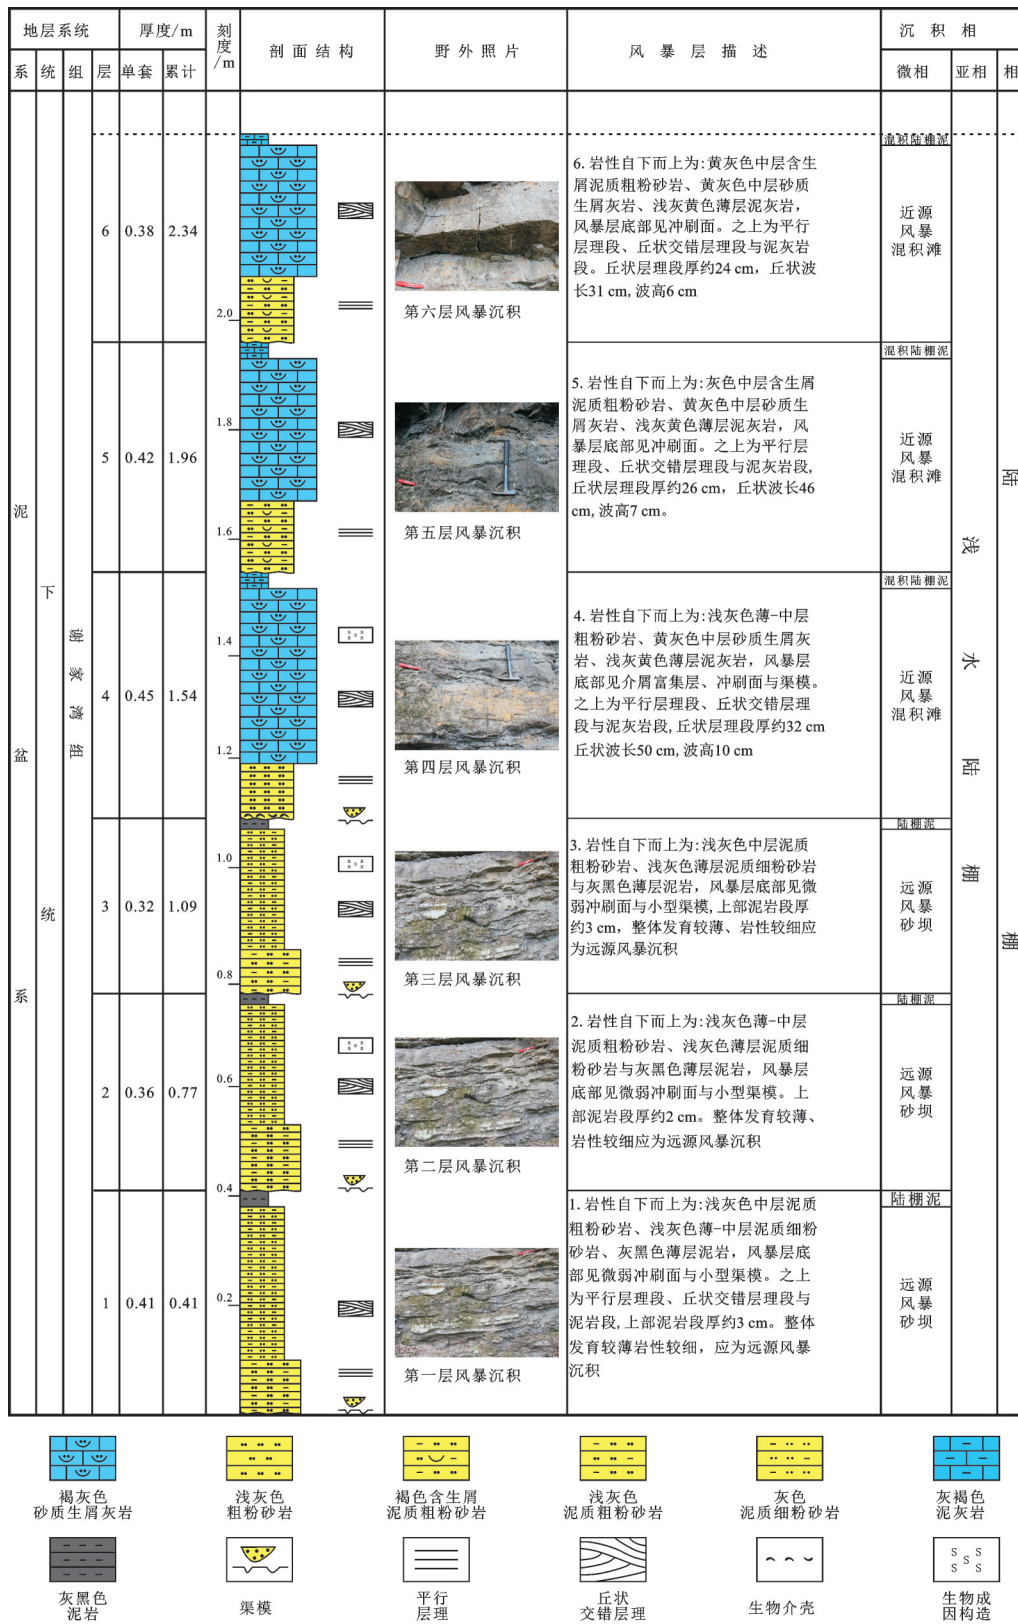 地层系统
厚度/m
刻度/m
剖面结构
野外照片
风暴层描述
沉积相
系
统
组
层
单套
累计
微相
亚相
相
泥盆系
下统
谢家湾组
浅水陆棚
陆棚
6
0.38
2.34
2.0
第六层风暴沉积
6. 岩性自下而上为:黄灰色中层含生
屑泥质粗粉砂岩、黄灰色中层砂质
生屑灰岩、浅灰黄色薄层泥灰岩，
风暴层底部见冲刷面。之上为平行
层理段、丘状交错层理段与泥灰岩
段。丘状层理段厚约24 cm，丘状波
长31 cm, 波高6 cm
混积陆棚泥
近源
风暴
混积滩
5
0.42
1.96
1.8
1.6
第五层风暴沉积
5. 岩性自下而上为:灰色中层含生屑
泥质粗粉砂岩、黄灰色中层砂质生
屑灰岩、浅灰黄色薄层泥灰岩，风
暴层底部见冲刷面。之上为平行层
理段、丘状交错层理段与泥灰岩段,
丘状层理段厚约26 cm，丘状波长46
cm, 波高7 cm。
混积陆棚泥
近源
风暴
混积滩
4
0.45
1.54
1.4
1.2
第四层风暴沉积
4. 岩性自下而上为:浅灰色薄-中层
粗粉砂岩、黄灰色中层砂质生屑灰
岩、浅灰黄色薄层泥灰岩，风暴层
底部见介屑富集层、冲刷面与渠模。
之上为平行层理段、丘状交错层理
段与泥灰岩段, 丘状层理段厚约32 cm
丘状波长50 cm, 波高10 cm
混积陆棚泥
近源
风暴
混积滩
3
0.32
1.09
1.0
0.8
第三层风暴沉积
3. 岩性自下而上为:浅灰色中层泥质
粗粉砂岩、浅灰色薄层泥质细粉砂岩
与灰黑色薄层泥岩，风暴层底部见微
弱冲刷面与小型渠模, 上部泥岩段厚
约3 cm，整体发育较薄、岩性较细应
为远源风暴沉积
陆棚泥
远源
风暴
砂坝
2
0.36
0.77
0.6
0.4
第二层风暴沉积
2. 岩性自下而上为:浅灰色薄-中层
泥质粗粉砂岩、浅灰色薄层泥质细
粉砂岩与灰黑色薄层泥岩，风暴层
底部见微弱冲刷面与小型渠模。上
部泥岩段厚约2 cm。整体发育较薄、
岩性较细应为远源风暴沉积
陆棚泥
远源
风暴
砂坝
1
0.41
0.41
0.2
第一层风暴沉积
1. 岩性自下而上为:浅灰色中层泥质
粗粉砂岩、浅灰色薄-中层泥质细粉
砂岩、灰黑色薄层泥岩，风暴层底
部见微弱冲刷面与小型渠模。之上
为平行层理段、丘状交错层理段与
泥岩段, 上部泥岩段厚约3 cm。整体
发育较薄岩性较细，应为远源风暴
沉积
陆棚泥
远源
风暴
砂坝
褐灰色
砂质生屑灰岩
浅灰色
粗粉砂岩
褐色含生屑
泥质粗粉砂岩
浅灰色
泥质粗粉砂岩
灰色
泥质细粉砂岩
灰褐色
泥灰岩
灰黑色
泥岩
渠模
平行
层理
丘状
交错层理
生物介壳
S S
S
S S
生物成
因构造